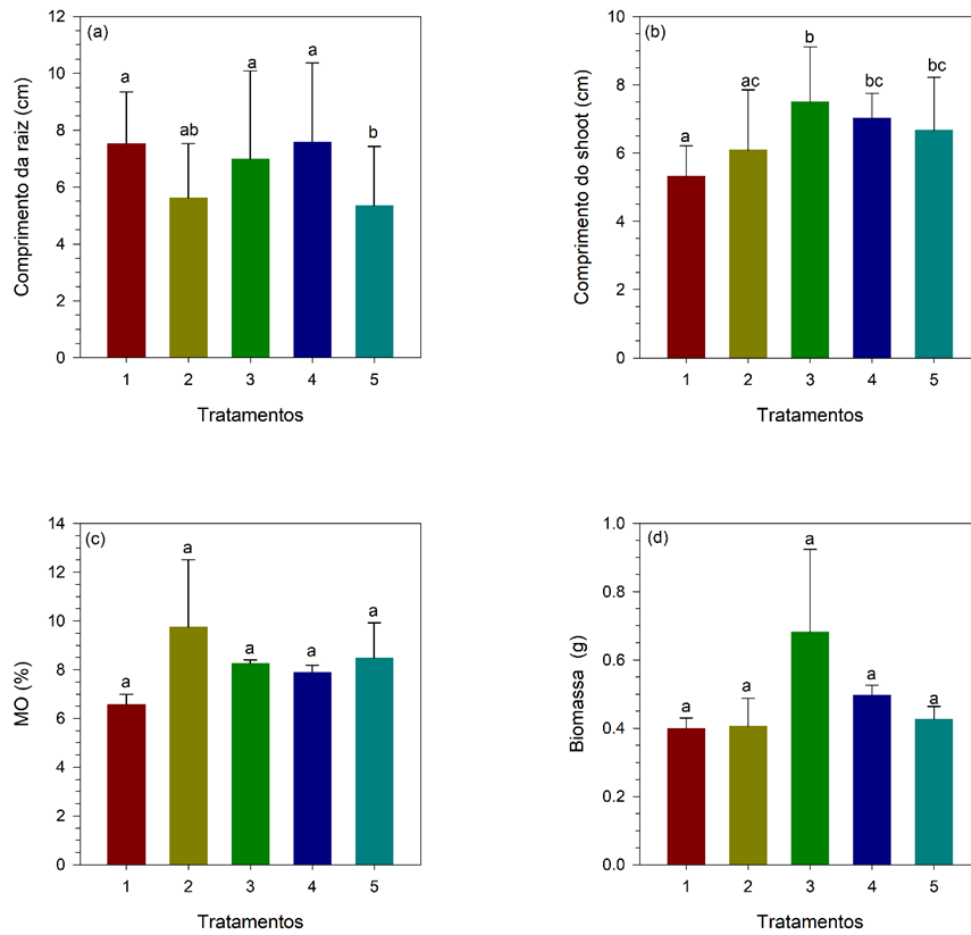 (a)
Comprimento da raiz (cm)
12
10
8
6
4
2
0
a
ab
a
a
b
1 2 3 4 5
Tratamentos
(b)
Comprimento do shoot (cm)
10
8
6
4
2
0
a
ac
b
bc
bc
1 2 3 4 5
Tratamentos
(c)
MO (%)
14
12
10
8
6
4
2
0
a
a
a
a
a
1 2 3 4 5
Tratamentos
(d)
Biomassa (g)
1.0
0.8
0.6
0.4
0.2
0.0
a
a
a
a
a
1 2 3 4 5
Tratamentos